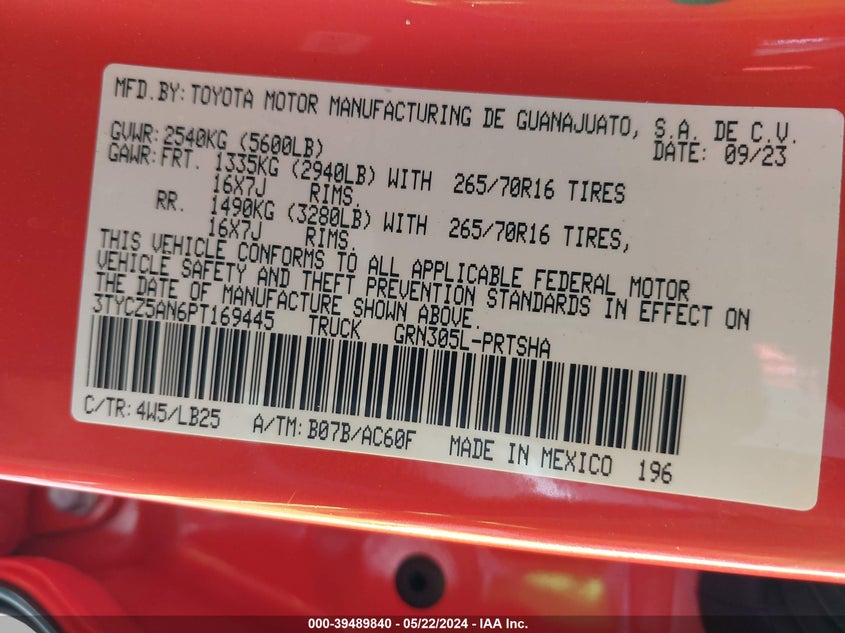 MFD.BY: TOYOTA MOTOR MANUFACTURING DE GUANAJUATO, S.A. DE C.V.
GVWR: 2540KG (5600LB) DATE: 09/23
GAWR: FRT. 1335KG (2940LB) WITH 265/70R16 TIRES
16X7J RIMS.
RR. 1490KG (3280LB) WITH 265/70R16 TIRES,
16X7J RIMS.
THIS VEHICLE CONFORMS TO ALL APPLICABLE FEDERAL MOTOR
VEHICLE SAFETY AND THEFT PREVENTION STANDARDS IN EFFECT ON
THE DATE OF MANUFACTURE SHOWN ABOVE.
3TYCZ5AN6PT169445 TRUCK GRN305L-PRTSHA
C/TR: 4W5/LB25 A/TM: B07B/AC60F MADE IN MEXICO 196
000-39489840 - 05/22/2024 - IAA Inc.